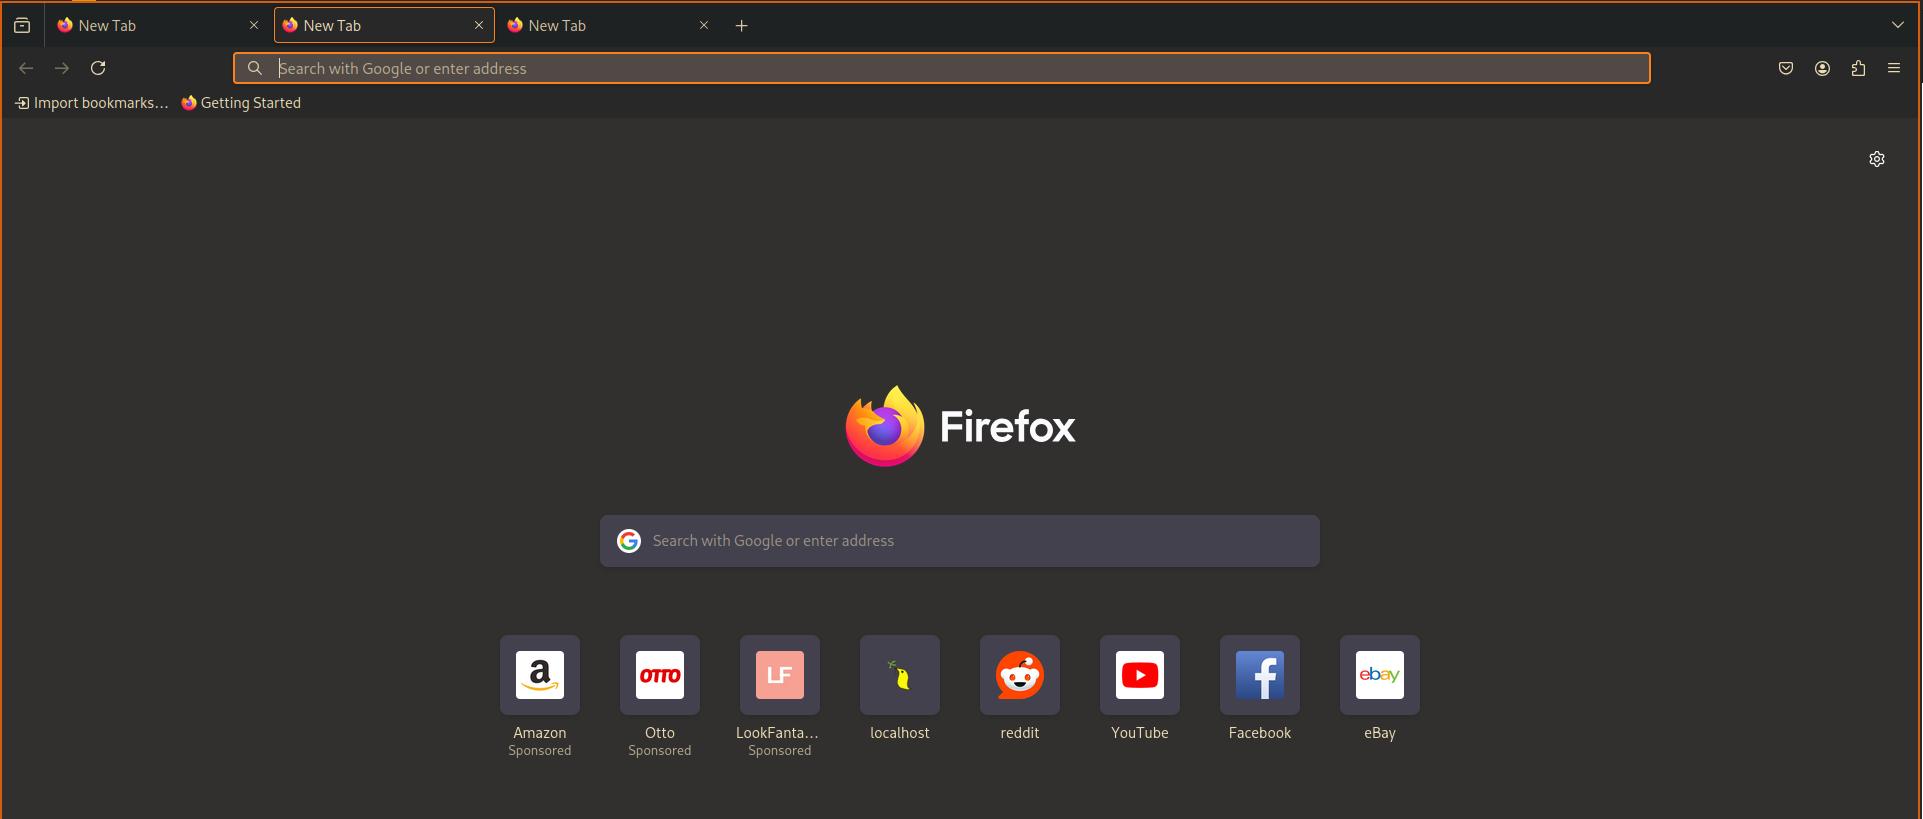 New Tab
New Tab
New Tab
Search with Google or enter address
Import bookmarks...
Getting Started
Firefox
Search with Google or enter address
a
OTTO
LF
ebay
Amazon
Sponsored
Otto
Sponsored
LookFanta...
Sponsored
localhost
reddit
YouTube
Facebook
eBay